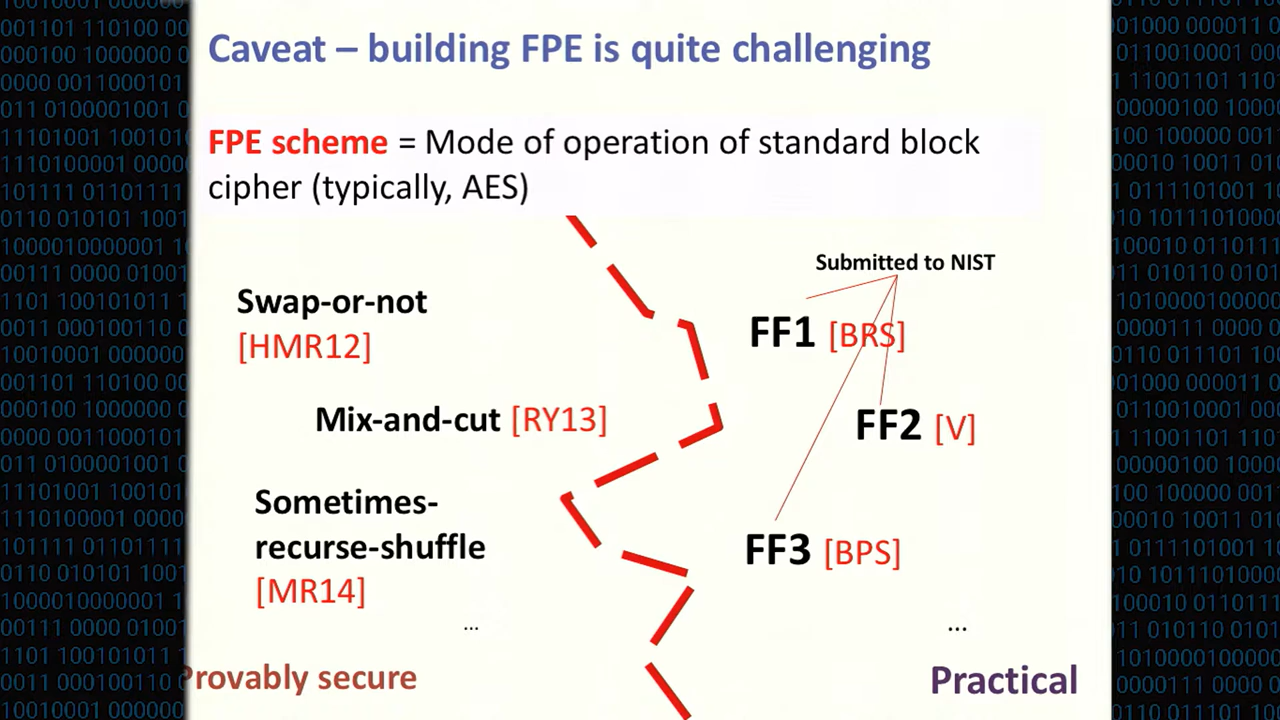 Caveat – building FPE is quite challenging
FPE scheme = Mode of operation of standard block
cipher (typically, AES)
Submitted to NIST
Swap-or-not
[HMR12]
FF1 [BRS]
Mix-and-cut [RY13]
FF2 [V]
Sometimes-
recurse-shuffle
[MR14]
FF3 [BPS]
...
...
Provably secure
Practical